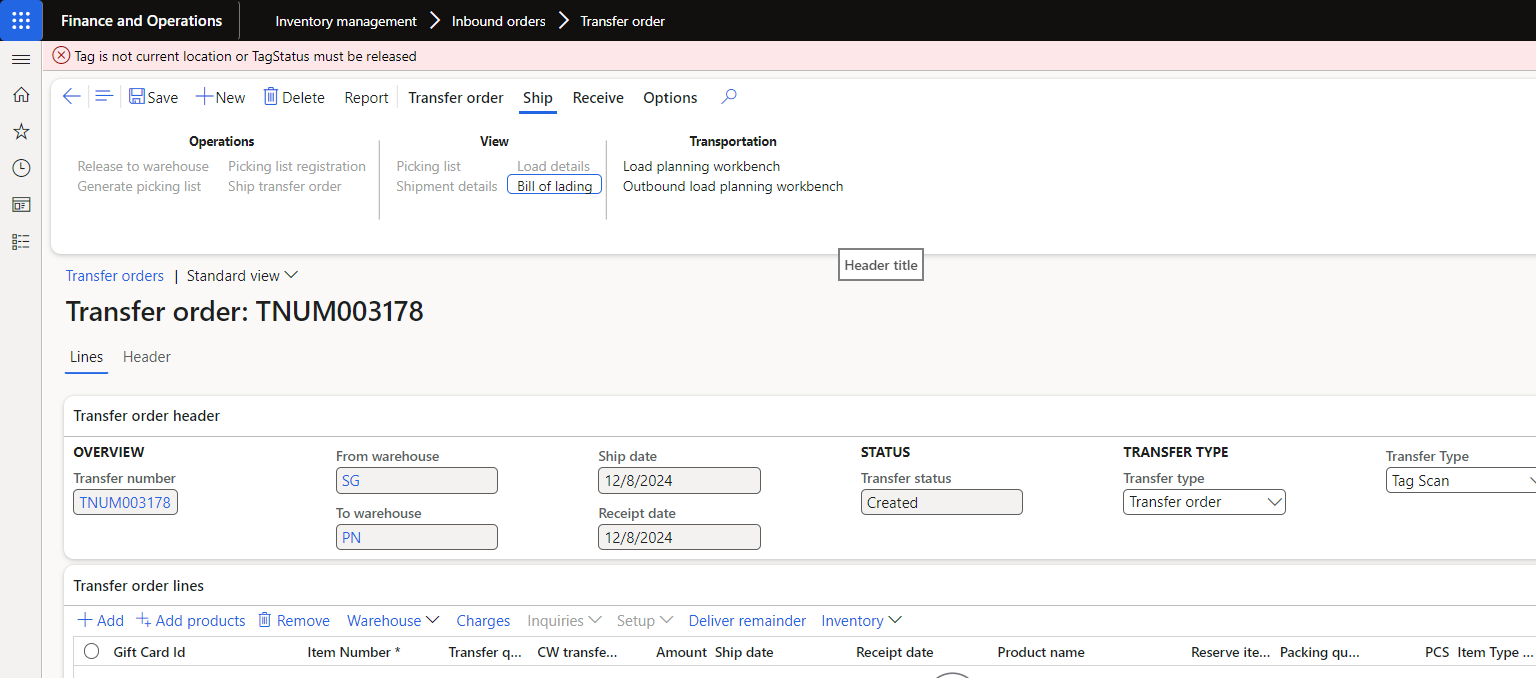 Finance and Operations Inventory management Inbound orders Transfer order
Tag is not current location or TagStatus must be released
Save New Delete Report Transfer order Ship Receive Options
Operations View Transportation
Release to warehouse Picking list registration Picking list Load details Load planning workbench
Generate picking list Ship transfer order Shipment details Bill of lading Outbound load planning workbench
Header title
Transfer orders | Standard view
Transfer order: TNUM003178
Lines Header
Transfer order header
OVERVIEW From warehouse Ship date STATUS TRANSFER TYPE Transfer Type
Transfer number SG 12/8/2024 Transfer status Transfer type Tag Scan
TNUM003178 To warehouse Receipt date Created Transfer order
PN 12/8/2024
Transfer order lines
Add Add products Remove Warehouse Charges Inquiries Setup Deliver remainder Inventory
Gift Card Id Item Number * Transfer q... CW transfe... Amount Ship date Receipt date Product name Reserve ite... Packing qu... PCS Item Type ...